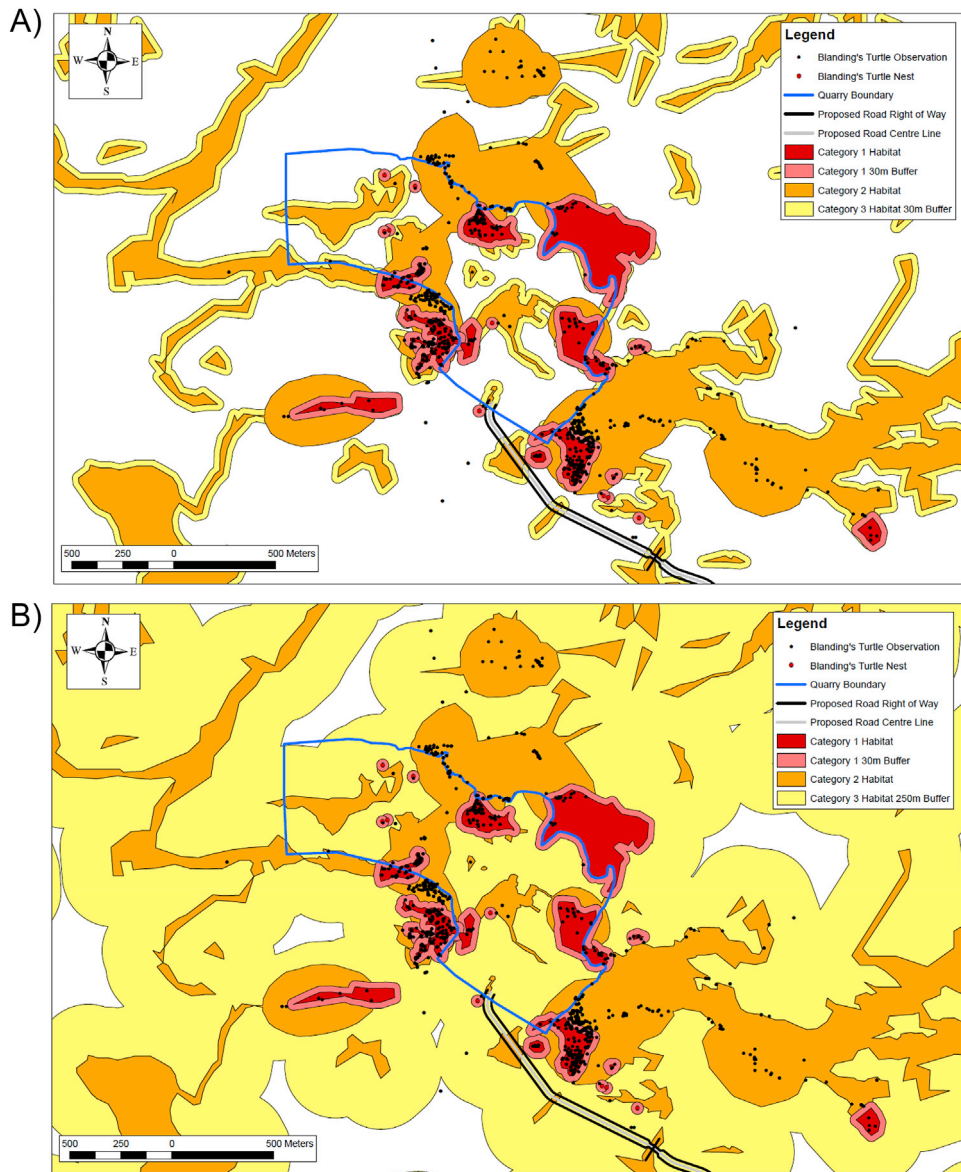 A)
N
W E
S
Legend
Blanding's Turtle Observation
Blanding's Turtle Nest
Quarry Boundary
Proposed Road Right of Way
Proposed Road Centre Line
Category 1 Habitat
Category 1 30m Buffer
Category 2 Habitat
Category 3 Habitat 30m Buffer
500 250 0 500 Meters
B)
N
W E
S
Legend
Blanding's Turtle Observation
Blanding's Turtle Nest
Quarry Boundary
Proposed Road Right of Way
Proposed Road Centre Line
Category 1 Habitat
Category 1 30m Buffer
Category 2 Habitat
Category 3 Habitat 250m Buffer
500 250 0 500 Meters